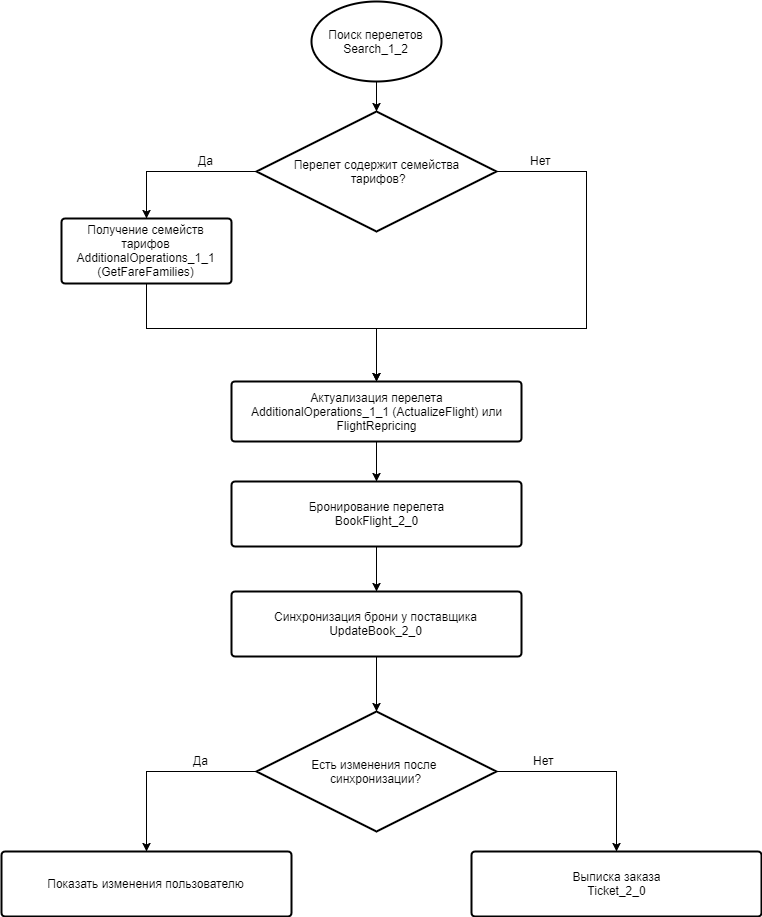 Поиск перелетов
Search_1_2
Перелет содержит семейства
тарифов?
Да
Нет
Получение семейств
тарифов
AdditionalOperations_1_1
(GetFareFamilies)
Актуализация перелета
AdditionalOperations_1_1 (ActualizeFlight) или
FlightRepricing
Бронирование перелета
BookFlight_2_0
Синхронизация брони у поставщика
UpdateBook_2_0
Есть изменения после
синхронизации?
Да
Нет
Показать изменения пользователю
Выписка заказа
Ticket_2_0